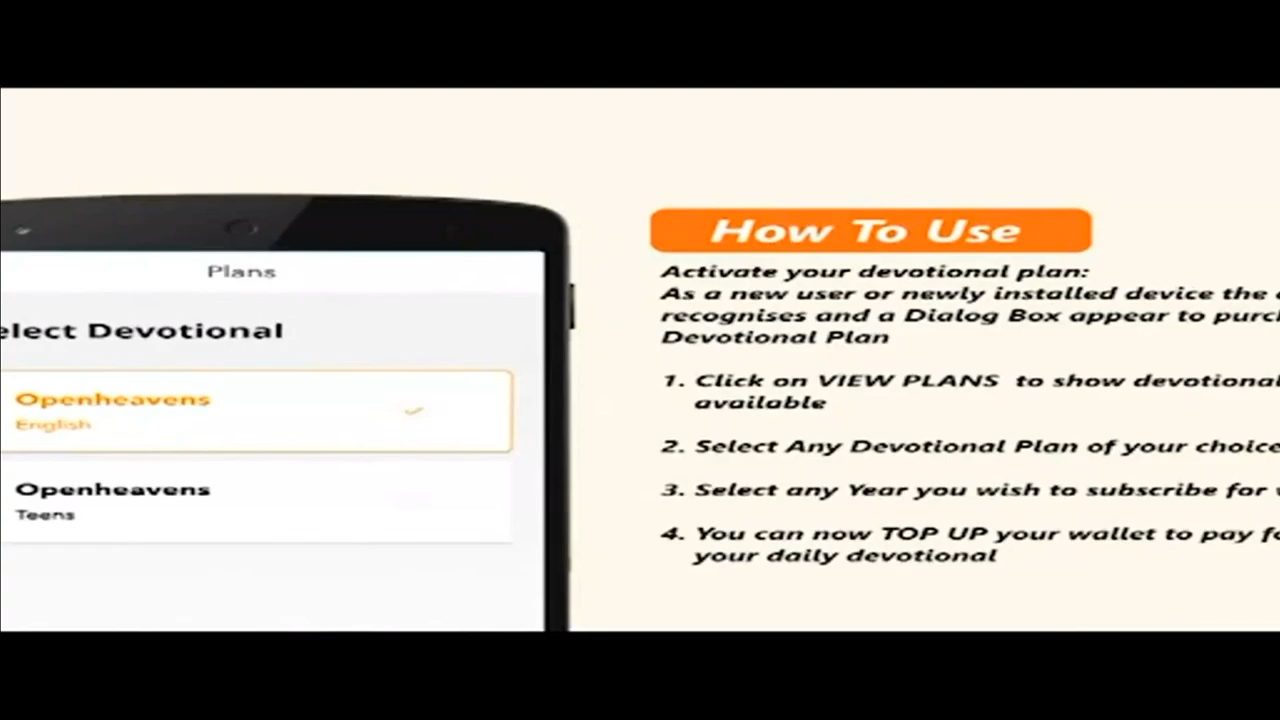 Plans
elect Devotional
Openheavens
English
Openheavens
Teens
How To Use
Activate your devotional plan:
As a new user or newly installed device the
recognises and a Dialog Box appear to purc
Devotional Plan
1. Click on VIEW PLANS to show devotional
available
2. Select Any Devotional Plan of your choice
3. Select any Year you wish to subscribe for
4. You can now TOP UP your wallet to pay fo
your daily devotional